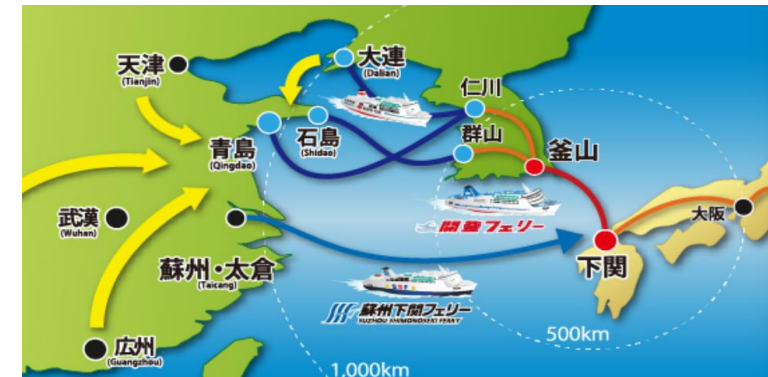 大連
(Dalian)
天津
(Tianjin)
仁川
石島
(Shidao)
群山
青島
(Qingdao)
釜山
武漢
(Wuhan)
大阪
関釜フェリー
蘇州・太倉
(Taicang)
下関
蘇州下関フェリー
SUZHOU SHIMONOSEKI FERRY
500km
広州
(Guangzhou)
1,000km